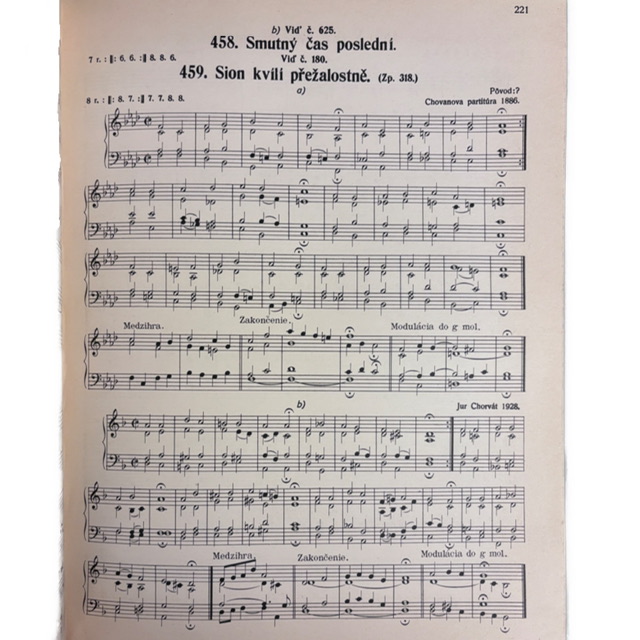 221
b) Viď č. 625.
458. Smutný čas poslední.
7 r. :‖: 6. 6. :‖ 8. 8. 6.
Viď č. 180.
459. Sion kvílí přežalostně. (Zp. 318.)
8 r. :‖: 8. 7. :‖ 7. 7. 8. 8.
a)
Pôvod:?
Chovanova partitúra 1886.
Medzihra.
Zakončenie.
Modulácia do g mol.
b)
Jur Chorvát 1928.
Medzihra.
Zakončenie.
Modulácia do g mol.